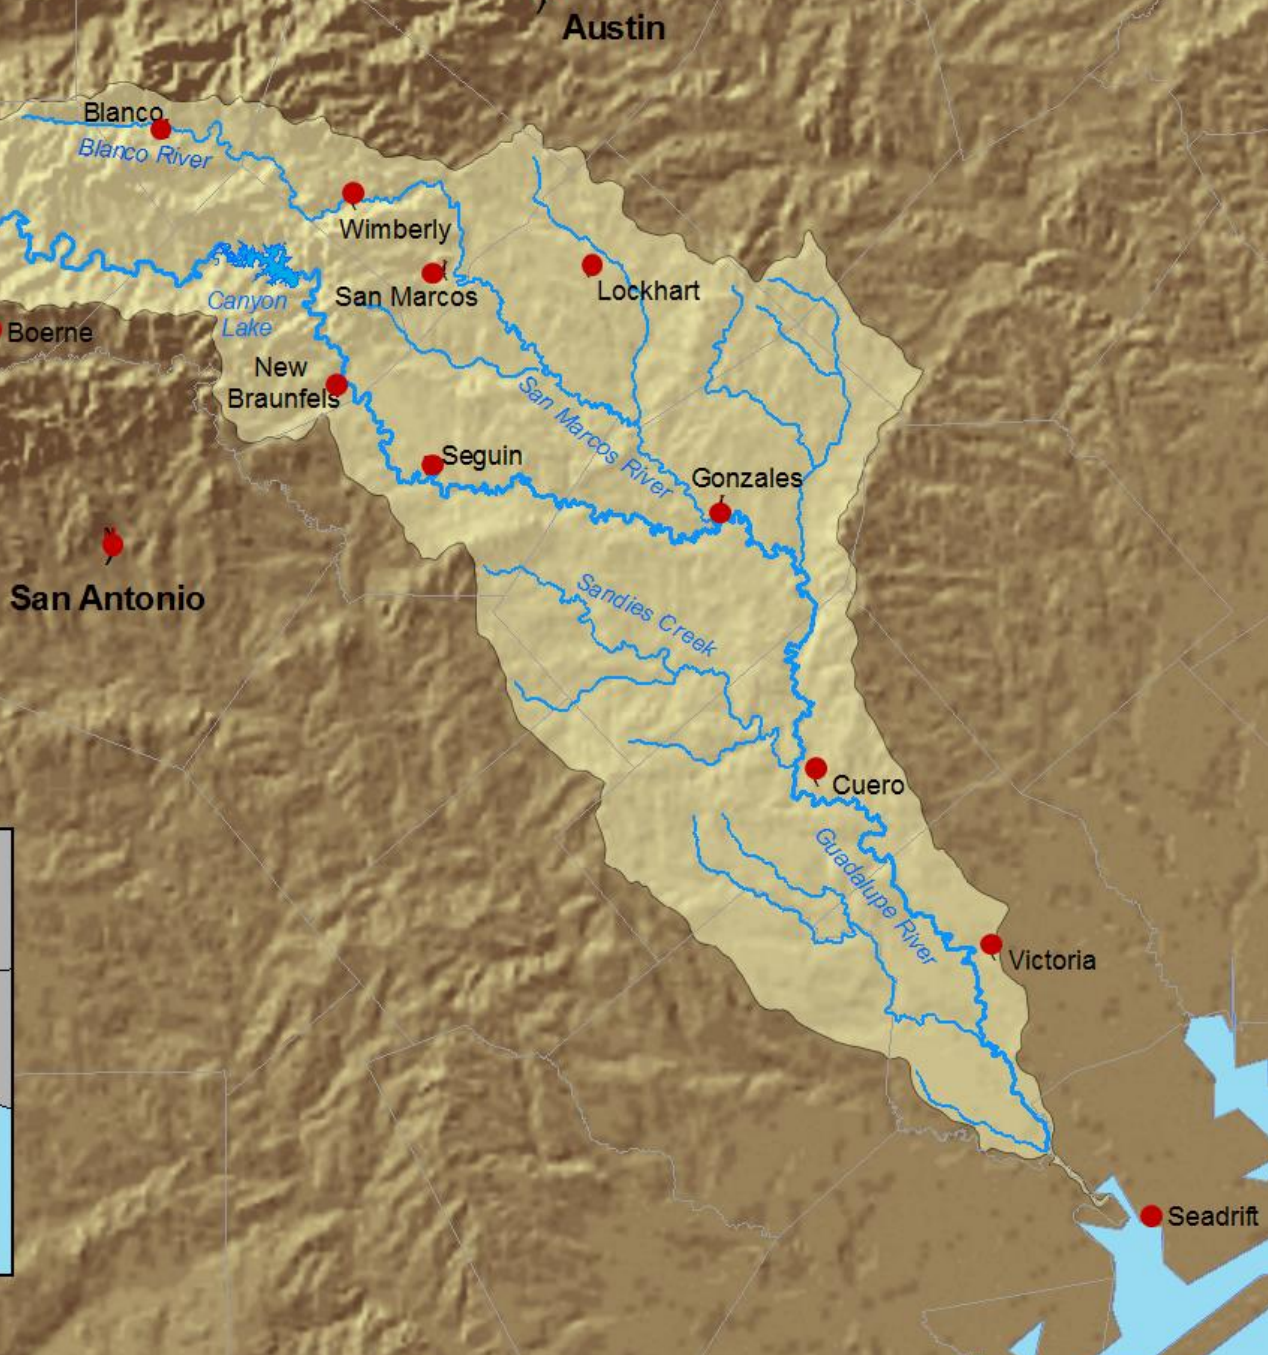 Austin
Blanco
Blanco River
Wimberly
San Marcos
Lockhart
Canyon
Lake
Boerne
New
Braunfels
San Marcos River
Seguin
Gonzales
San Antonio
Sandies Creek
Cuero
Guadalupe River
Victoria
Seadrift